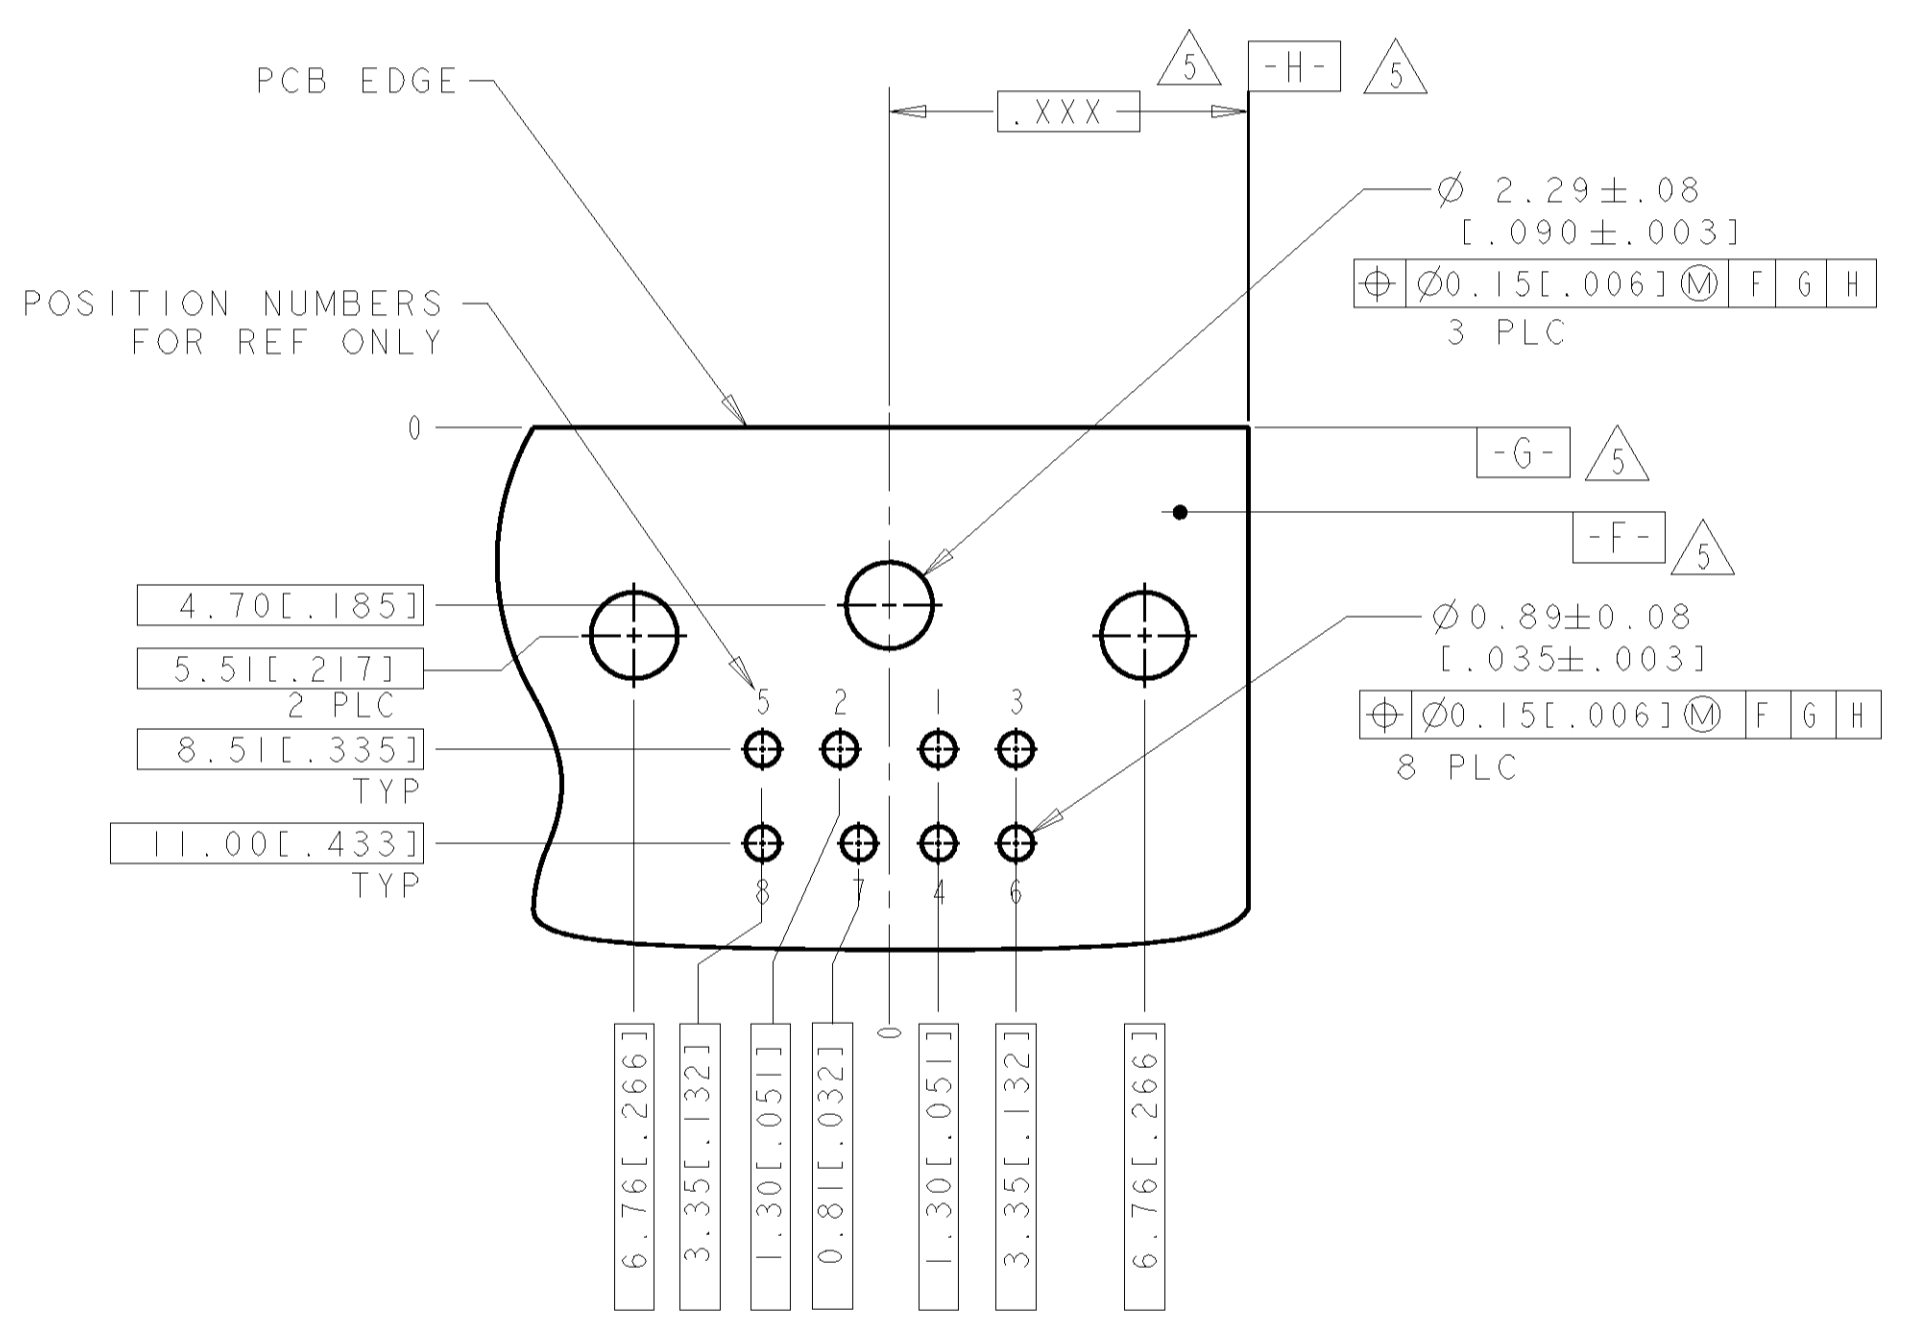 5
-H-
5
PCB EDGE
.XXX
Ø 2.29±.08
[.090±.003]
⌖ Ø0.15[.006] Ⓜ F G H
3 PLC
POSITION NUMBERS
FOR REF ONLY
0
-G-
5
-F-
5
4.70[.185]
5.51[.217]
2 PLC
Ø0.89±0.08
[.035±.003]
⌖ Ø0.15[.006] Ⓜ F G H
8 PLC
5 2 1 3
8.51[.335]
TYP
11.00[.433]
TYP
8 7 4 6
0
6.76[.266]
3.35[.132]
1.30[.051]
0.81[.032]
1.30[.051]
3.35[.132]
6.76[.266]